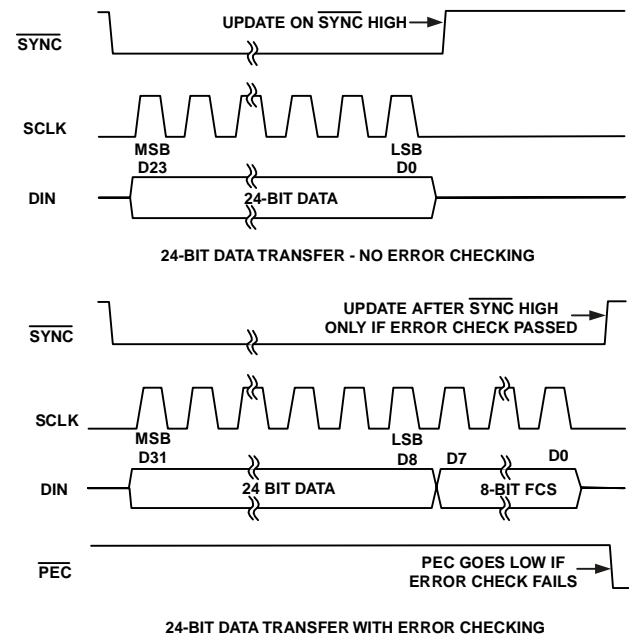 UPDATE ON SYNC HIGH
SYNC
SCLK
MSB
D23
LSB
D0
DIN
24-BIT DATA
24-BIT DATA TRANSFER - NO ERROR CHECKING
UPDATE AFTER SYNC HIGH
ONLY IF ERROR CHECK PASSED
SYNC
SCLK
MSB
D31
LSB
D8
D7
D0
DIN
24 BIT DATA
8-BIT FCS
PEC
PEC GOES LOW IF
ERROR CHECK FAILS
24-BIT DATA TRANSFER WITH ERROR CHECKING